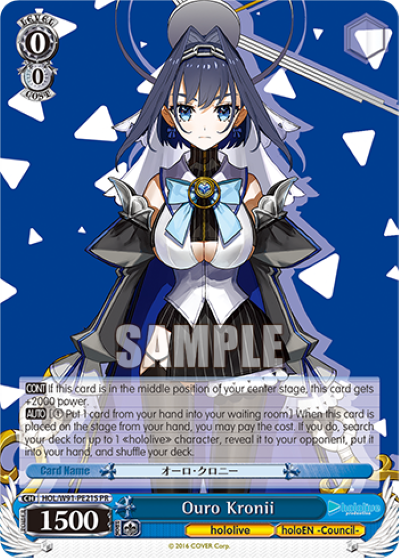 LEVEL
0
0
COST
SAMPLE
CONT If this card is in the middle position of your center stage, this card gets
+2000 power.
AUTO [① Put 1 card from your hand into your waiting room] When this card is
placed on the stage from your hand, you may pay the cost. If you do, search
your deck for up to 1 <hololive> character, reveal it to your opponent, put it
into your hand, and shuffle your deck.
Card Name オーロ・クロニー
HOL/W91-PE215 PR
1500
Ouro Kronii
hololive
hololive
holoEN -Council-
© 2016 COVER Corp.